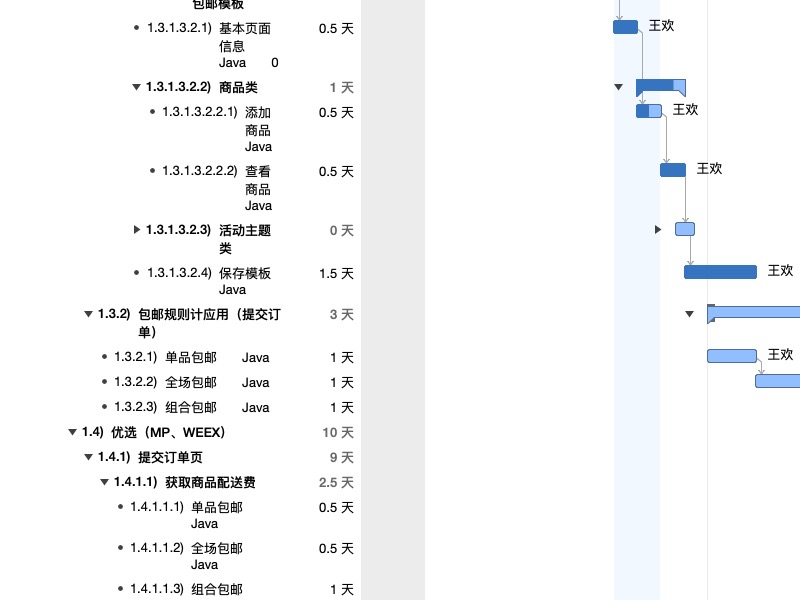 包邮模板
• 1.3.1.3.2.1) 基本页面 0.5 天 王欢
信息
Java 0
1.3.1.3.2.2) 商品类 1 天
• 1.3.1.3.2.2.1) 添加 0.5 天 王欢
商品
Java
• 1.3.1.3.2.2.2) 查看 0.5 天 王欢
商品
Java
1.3.1.3.2.3) 活动主题 0 天
类
• 1.3.1.3.2.4) 保存模板 1.5 天 王欢
Java
1.3.2) 包邮规则计应用（提交订 3 天
单）
• 1.3.2.1) 单品包邮 Java 1 天 王欢
• 1.3.2.2) 全场包邮 Java 1 天
• 1.3.2.3) 组合包邮 Java 1 天
1.4) 优选（MP、WEEX） 10 天
1.4.1) 提交订单页 9 天
1.4.1.1) 获取商品配送费 2.5 天
• 1.4.1.1.1) 单品包邮 0.5 天
Java
• 1.4.1.1.2) 全场包邮 0.5 天
Java
• 1.4.1.1.3) 组合包邮 1 天